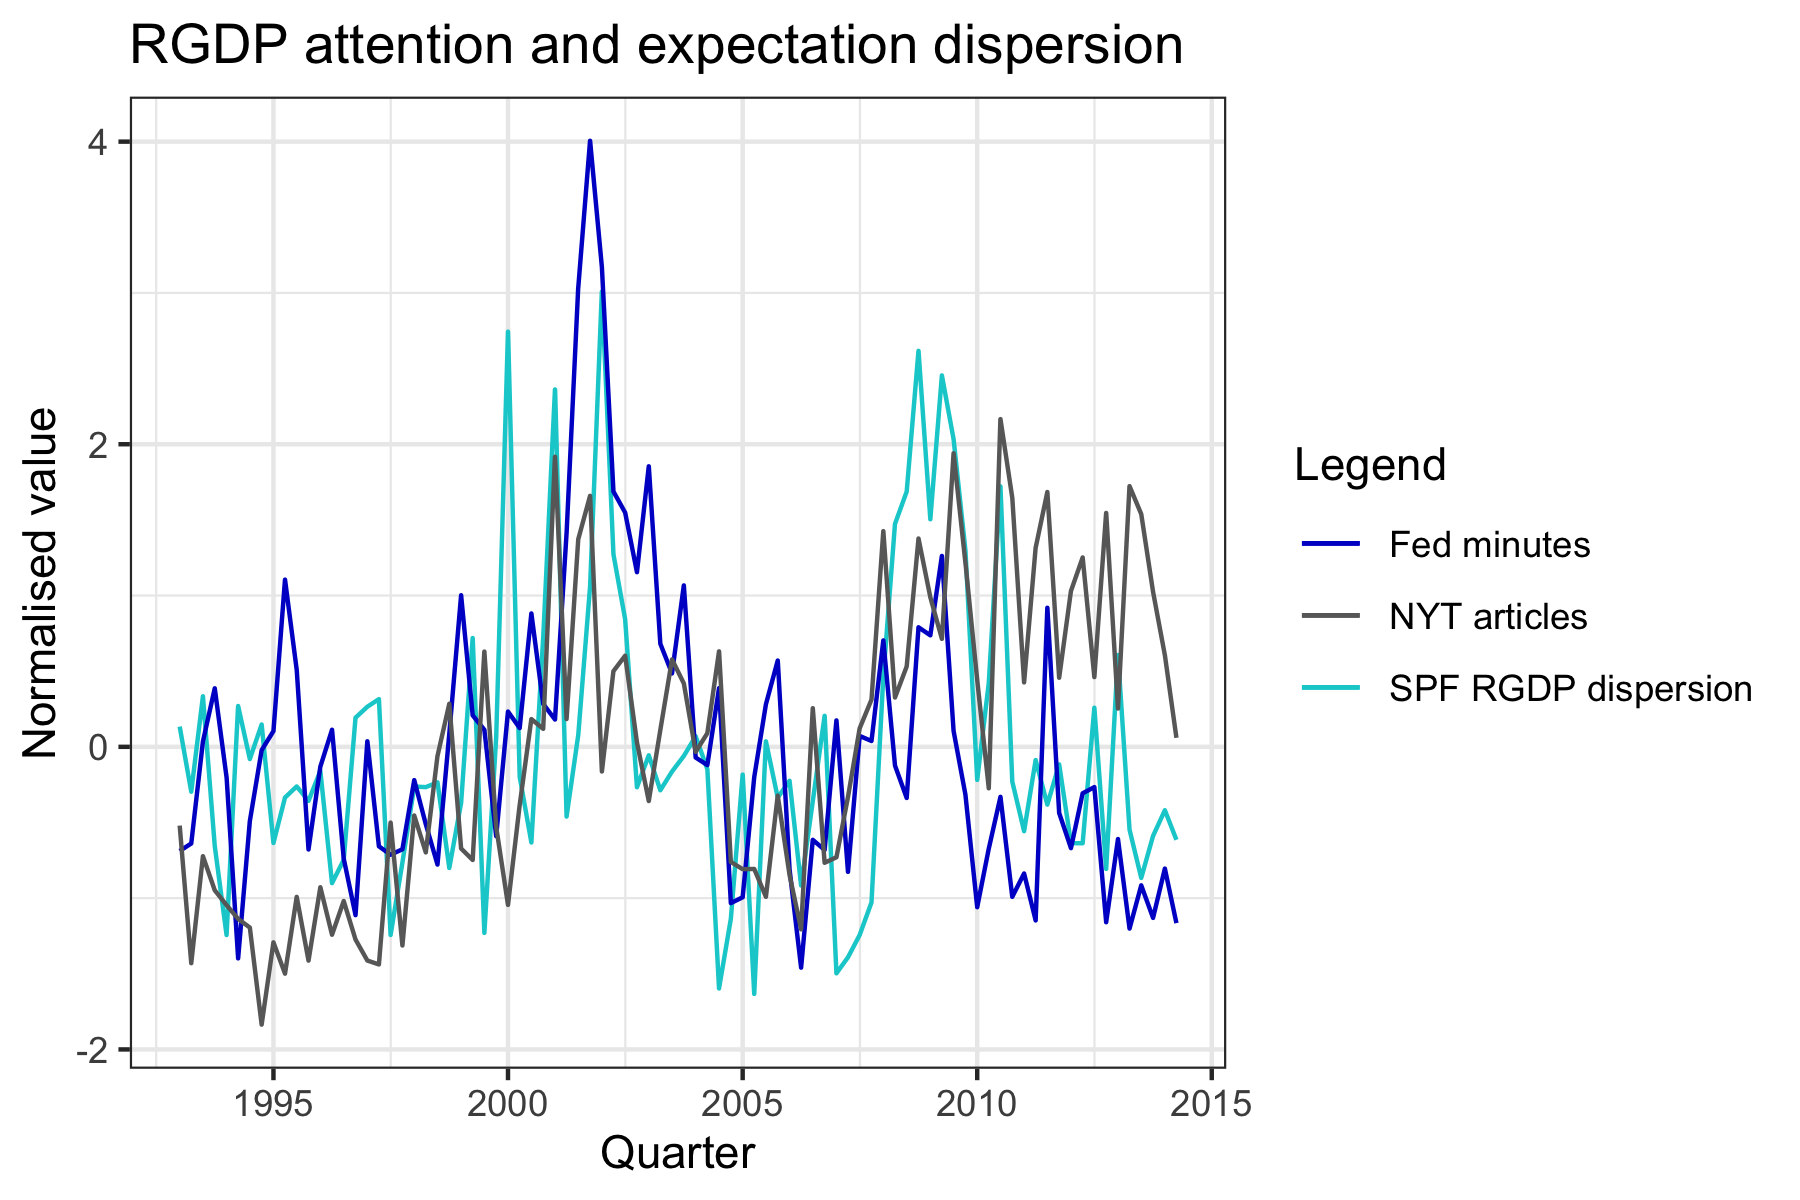 RGDP attention and expectation dispersion
Normalised value
4
2
0
-2
1995
2000
2005
2010
2015
Quarter
Legend
Fed minutes
NYT articles
SPF RGDP dispersion